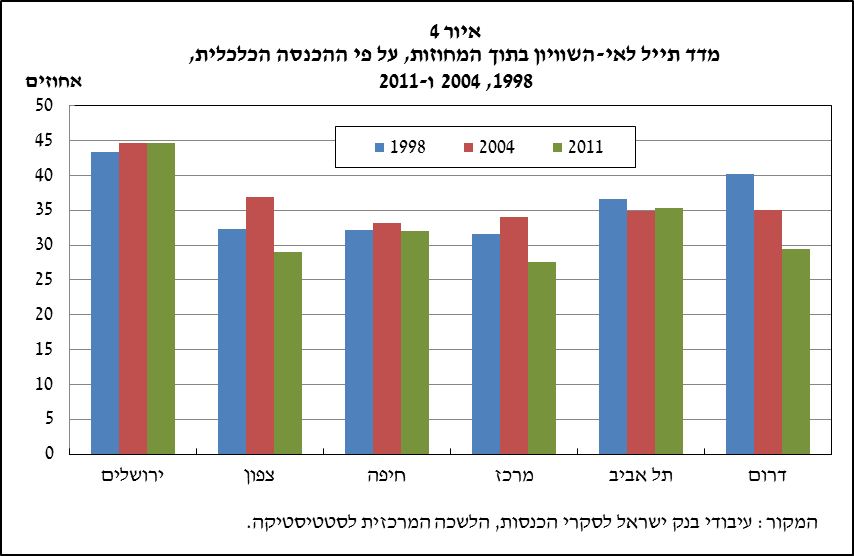 איור 4
מדד תייל לאי-השוויון בתוך המחוזות, על פי ההכנסה הכלכלית,
1998, 2004 ו-2011
אחוזים
50
45
40
35
30
25
20
15
10
5
0
1998 2004 2011
ירושלים צפון חיפה מרכז תל אביב דרום
המקור: עיבודי בנק ישראל לסקרי הכנסות, הלשכה המרכזית לסטטיסטיקה.